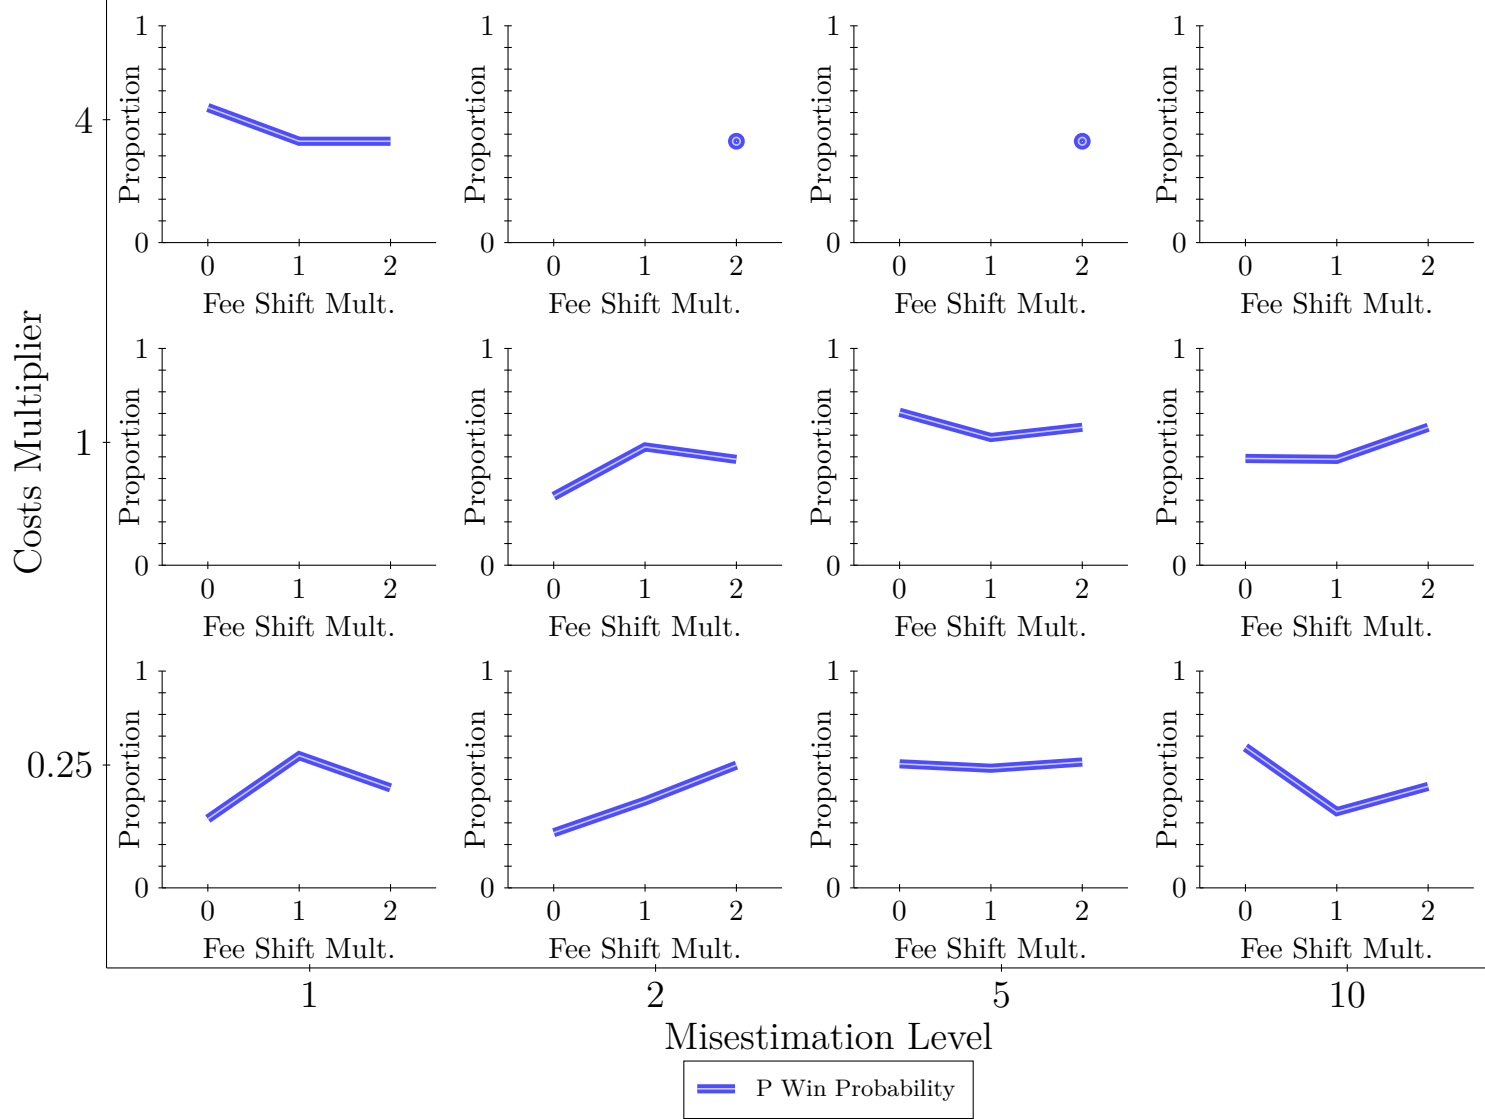 1 1 1 1
Proportion Proportion Proportion Proportion
4
0 0 0 0
0 1 2 0 1 2 0 1 2 0 1 2
Fee Shift Mult. Fee Shift Mult. Fee Shift Mult. Fee Shift Mult.
Costs Multiplier
1 1 1 1
Proportion Proportion Proportion Proportion
1
0 0 0 0
0 1 2 0 1 2 0 1 2 0 1 2
Fee Shift Mult. Fee Shift Mult. Fee Shift Mult. Fee Shift Mult.
1 1 1 1
Proportion Proportion Proportion Proportion
0.25
0 0 0 0
0 1 2 0 1 2 0 1 2 0 1 2
Fee Shift Mult. Fee Shift Mult. Fee Shift Mult. Fee Shift Mult.
1 2 5 10
Misestimation Level
P Win Probability